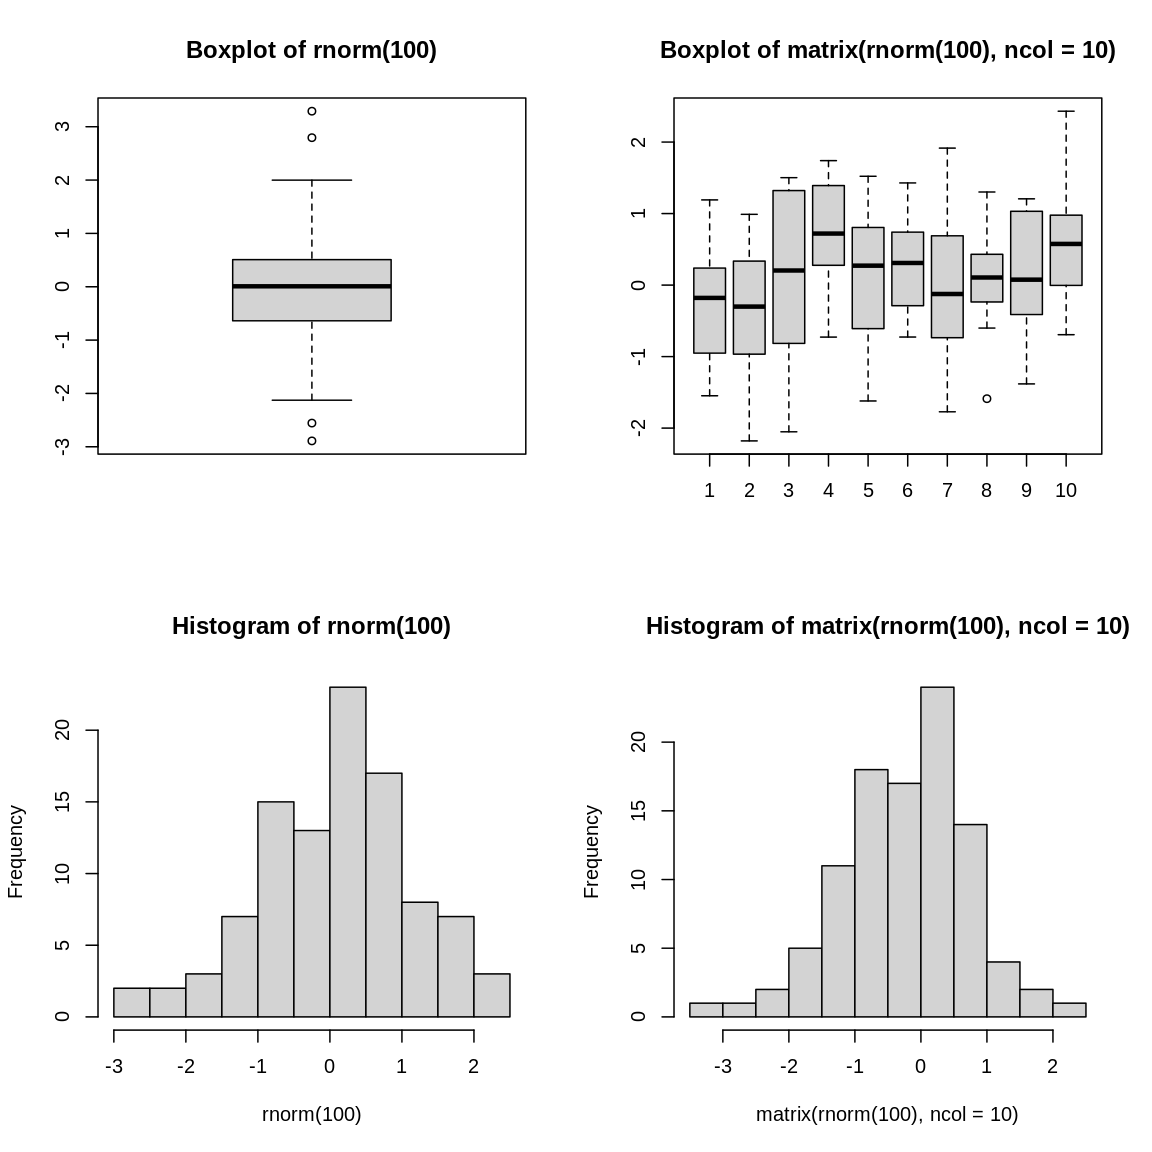 Boxplot of rnorm(100)
3
2
1
0
-1
-2
-3
Boxplot of matrix(rnorm(100), ncol = 10)
2
1
0
-1
-2
1 2 3 4 5 6 7 8 9 10
Histogram of rnorm(100)
Frequency
20
15
10
5
0
-3 -2 -1 0 1 2
rnorm(100)
Histogram of matrix(rnorm(100), ncol = 10)
Frequency
20
15
10
5
0
-3 -2 -1 0 1 2
matrix(rnorm(100), ncol = 10)